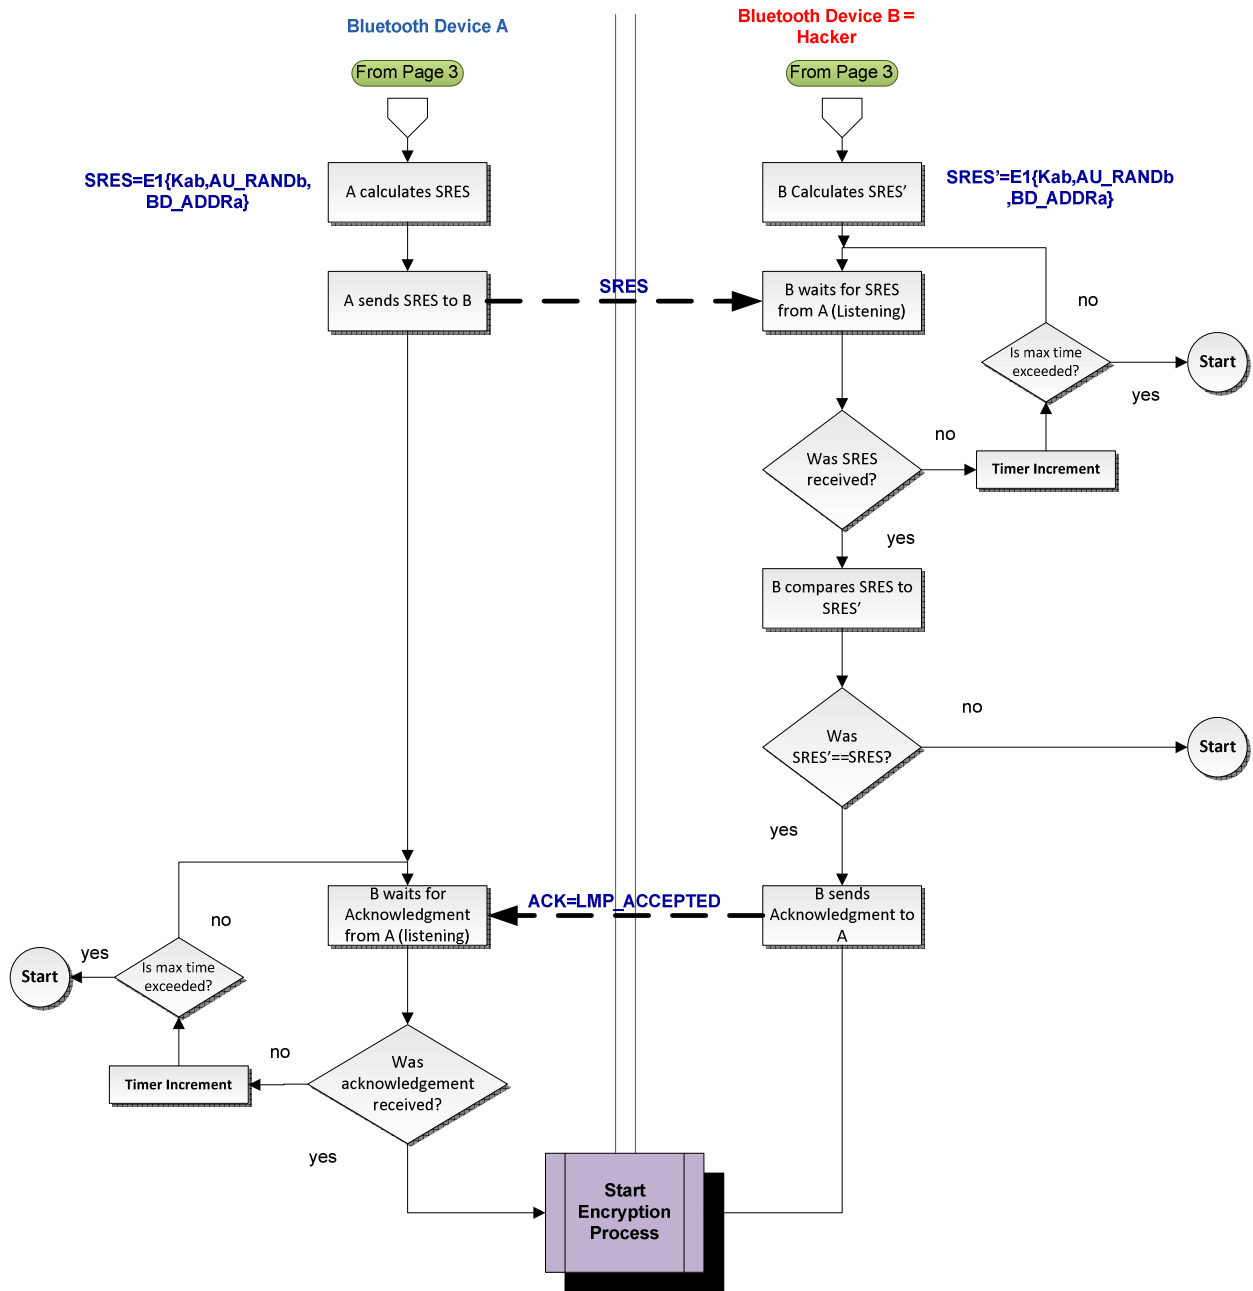 Bluetooth Device A
Bluetooth Device B =
Hacker
From Page 3
From Page 3
SRES=E1{Kab,AU_RANDb,
BD_ADDRa}
A calculates SRES
B Calculates SRES’
SRES’=E1{Kab,AU_RANDb
,BD_ADDRa}
A sends SRES to B
SRES
B waits for SRES
from A (Listening)
no
Is max time
exceeded?
Start
yes
Was SRES
received?
no
Timer Increment
yes
B compares SRES to
SRES’
Was
SRES’==SRES?
no
Start
yes
B waits for
Acknowledgment
from A (listening)
ACK=LMP_ACCEPTED
B sends
Acknowledgment to
A
no
yes
Start
Is max time
exceeded?
Timer Increment
no
Was
acknowledgement
received?
yes
Start
Encryption
Process